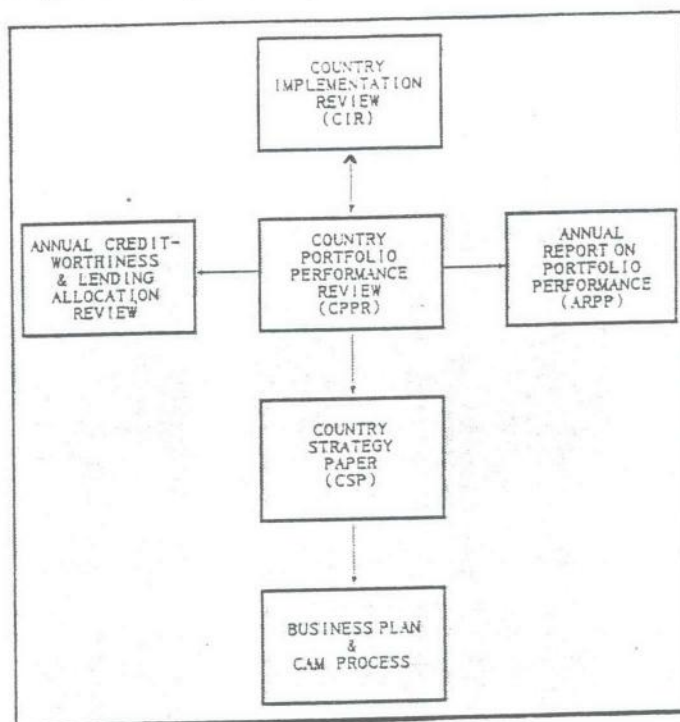 COUNTRY
IMPLEMENTATION
REVIEW
(CIR)
ANNUAL CREDIT-
WORTHINESS
& LENDING
ALLOCATION
REVIEW
COUNTRY
PORTFOLIO
PERFORMANCE
REVIEW
(CPPR)
ANNUAL
REPORT ON
PORTFOLIO
PERFORMANCE
(ARPP)
COUNTRY
STRATEGY
PAPER
(CSP)
BUSINESS PLAN
&
CAM PROCESS